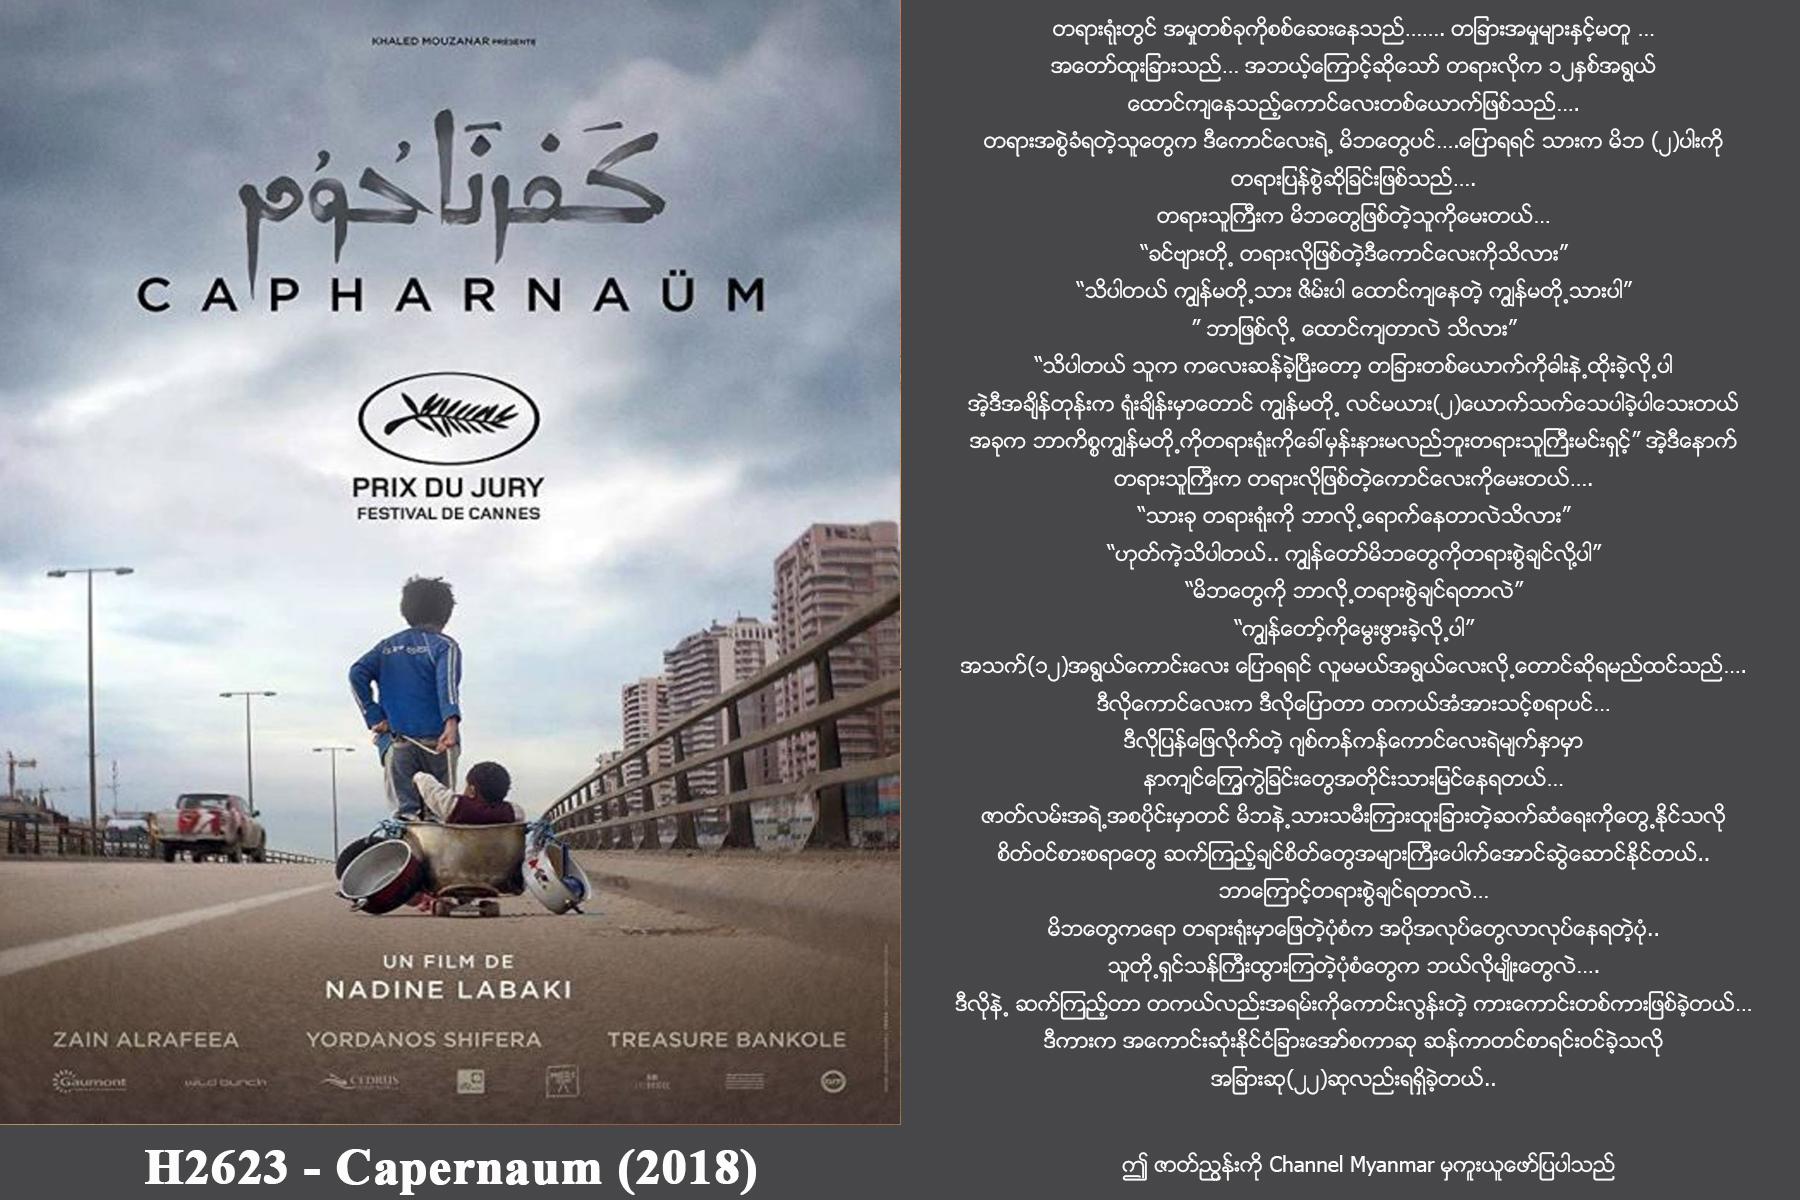 KHALED MOUZANAR PRÉSENTE
كَفرنَاحُوم
CAPHARNAÜM
PRIX DU JURY
FESTIVAL DE CANNES
UN FILM DE
NADINE LABAKI
ZAIN ALRAFEEA YORDANOS SHIFERA TREASURE BANKOLE
Gaumont wild bunch CEDRUS
H2623 - Capernaum (2018)
တရားရုံးတွင် အမှုတစ်ခုကိုစစ်ဆေးနေသည်....... တခြားအမှုများနှင့်မတူ ...
အတော်ထူးခြားသည်... အဘယ့်ကြောင့်ဆိုသော် တရားလိုက ၁၂နှစ်အရွယ်
ထောင်ကျနေသည့်ကောင်လေးတစ်ယောက်ဖြစ်သည်....
တရားအစွဲခံရတဲ့သူတွေက ဒီကောင်လေးရဲ့ မိဘတွေပင်....ပြောရရင် သားက မိဘ (၂)ပါးကို
တရားပြန်စွဲဆိုခြင်းဖြစ်သည်....
တရားသူကြီးက မိဘတွေဖြစ်တဲ့သူကိုမေးတယ်...
“ခင်ဗျားတို့ တရားလိုဖြစ်တဲ့ဒီကောင်လေးကိုသိလား”
“သိပါတယ် ကျွန်မတို့သား ဇိမ်းပါ ထောင်ကျနေတဲ့ ကျွန်မတို့သားပါ”
” ဘာဖြစ်လို့ ထောင်ကျတာလဲ သိလား”
“သိပါတယ် သူက ကလေးဆန်ခဲ့ပြီးတော့ တခြားတစ်ယောက်ကိုဓါးနဲ့ထိုးခဲ့လို့ပါ
အဲ့ဒီအချိန်တုန်းက ရုံးချိန်းမှာတောင် ကျွန်မတို့ လင်မယား(၂)ယောက်သက်သေပါခဲ့ပါသေးတယ်
အခုက ဘာကိစ္စကျွန်မတို့ကိုတရားရုံးကိုခေါ်မှန်းနားမလည်ဘူးတရားသူကြီးမင်းရှင့်” အဲ့ဒီနောက်
တရားသူကြီးက တရားလိုဖြစ်တဲ့ကောင်လေးကိုမေးတယ်....
“သားခု တရားရုံးကို ဘာလို့ရောက်နေတာလဲသိလား”
“ဟုတ်ကဲ့သိပါတယ်.. ကျွန်တော်မိဘတွေကိုတရားစွဲချင်လို့ပါ”
“မိဘတွေကို ဘာလို့တရားစွဲချင်ရတာလဲ”
“ကျွန်တော့်ကိုမွေးဖွားခဲ့လို့ပါ”
အသက်(၁၂)အရွယ်ကောင်းလေး ပြောရရင် လူမမယ်အရွယ်လေးလို့တောင်ဆိုရမည်ထင်သည်....
ဒီလိုကောင်လေးက ဒီလိုပြောတာ တကယ်အံအားသင့်စရာပင်...
ဒီလိုပြန်ဖြေလိုက်တဲ့ ဂျစ်ကန်ကန်ကောင်လေးရဲမျက်နှာမှာ
နာကျင်ကြေကွဲခြင်းတွေအတိုင်းသားမြင်နေရတယ်...
ဇာတ်လမ်းအရဲ့အစပိုင်းမှာတင် မိဘနဲ့သားသမီးကြားထူးခြားတဲ့ဆက်ဆံရေးကိုတွေ့နိုင်သလို
စိတ်ဝင်စားစရာတွေ ဆက်ကြည့်ချင်စိတ်တွေအများကြီးပေါက်အောင်ဆွဲဆောင်နိုင်တယ်..
ဘာကြောင့်တရားစွဲချင်ရတာလဲ...
မိဘတွေကရော တရားရုံးမှာဖြေတဲ့ပုံစံက အပိုအလုပ်တွေလာလုပ်နေရတဲ့ပုံ..
သူတို့ရှင်သန်ကြီးထွားကြတဲ့ပုံစံတွေက ဘယ်လိုမျိုးတွေလဲ....
ဒီလိုနဲ့ ဆက်ကြည့်တာ တကယ်လည်းအရမ်းကိုကောင်းလွန်းတဲ့ ကားကောင်းတစ်ကားဖြစ်ခဲ့တယ်...
ဒီကားက အကောင်းဆုံးနိုင်ငံခြားအော်စကာဆု ဆန်ကာတင်စာရင်းဝင်ခဲ့သလို
အခြားဆု(၂၂)ဆုလည်းရရှိခဲ့တယ်..
ဤ ဇာတ်ညွှန်းကို Channel Myanmar မှကူးယူဖော်ပြပါသည်